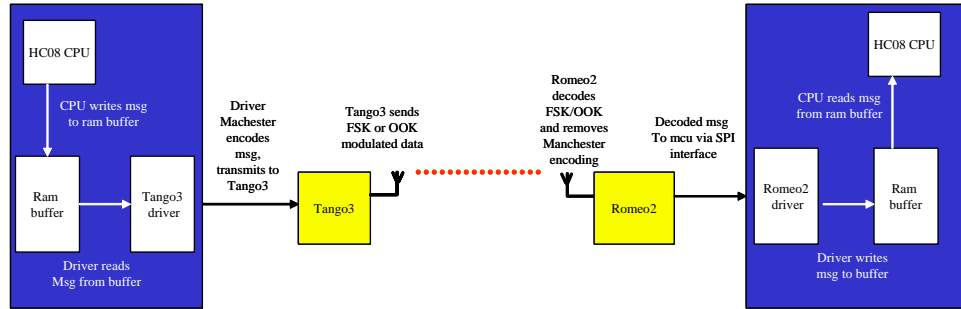 HC08 CPU
CPU writes msg
to ram buffer
Ram
buffer
Tango3
driver
Driver reads
Msg from buffer
Driver
Machester
encodes
msg,
transmits to
Tango3
Tango3 sends
FSK or OOK
modulated data
Tango3
Romeo2
decodes
FSK/OOK
and removes
Manchester
encoding
Romeo2
Decoded msg
To mcu via SPI
interface
HC08 CPU
CPU reads msg
from ram buffer
Romeo2
driver
Ram
buffer
Driver writes
msg to buffer